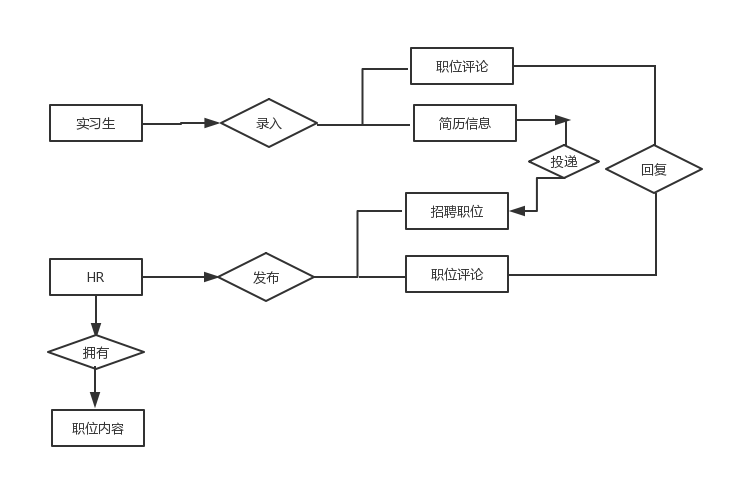 职位评论
实习生
录入
简历信息
投递
回复
招聘职位
HR
发布
职位评论
拥有
职位内容